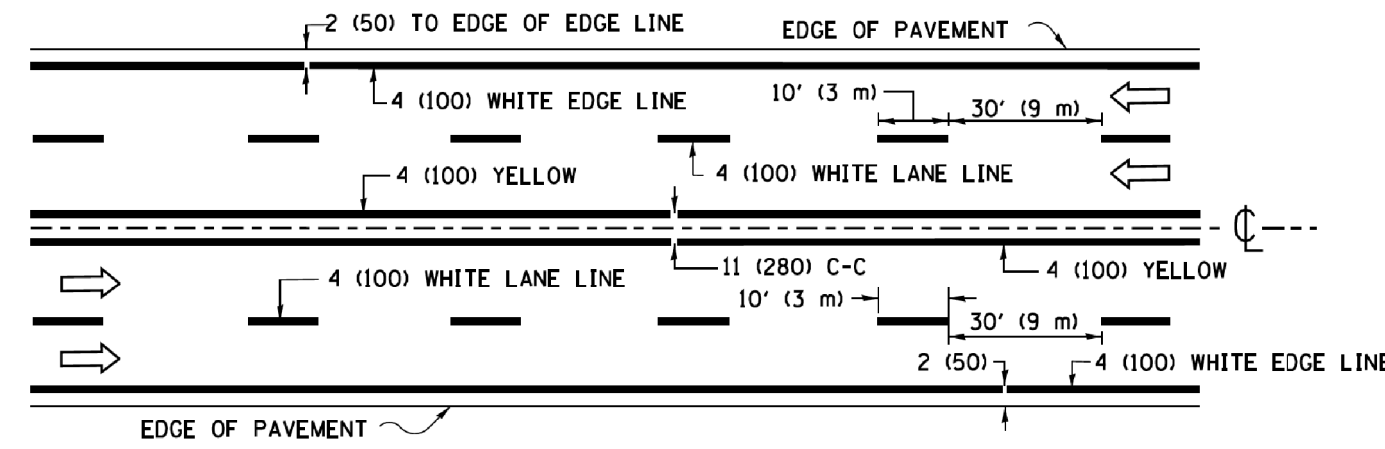 2 (50) TO EDGE OF EDGE LINE
EDGE OF PAVEMENT
4 (100) WHITE EDGE LINE
10' (3 m)
30' (9 m)
4 (100) YELLOW
4 (100) WHITE LANE LINE
℄
11 (280) C-C
4 (100) YELLOW
4 (100) WHITE LANE LINE
10' (3 m)
30' (9 m)
2 (50)
4 (100) WHITE EDGE LINE
EDGE OF PAVEMENT